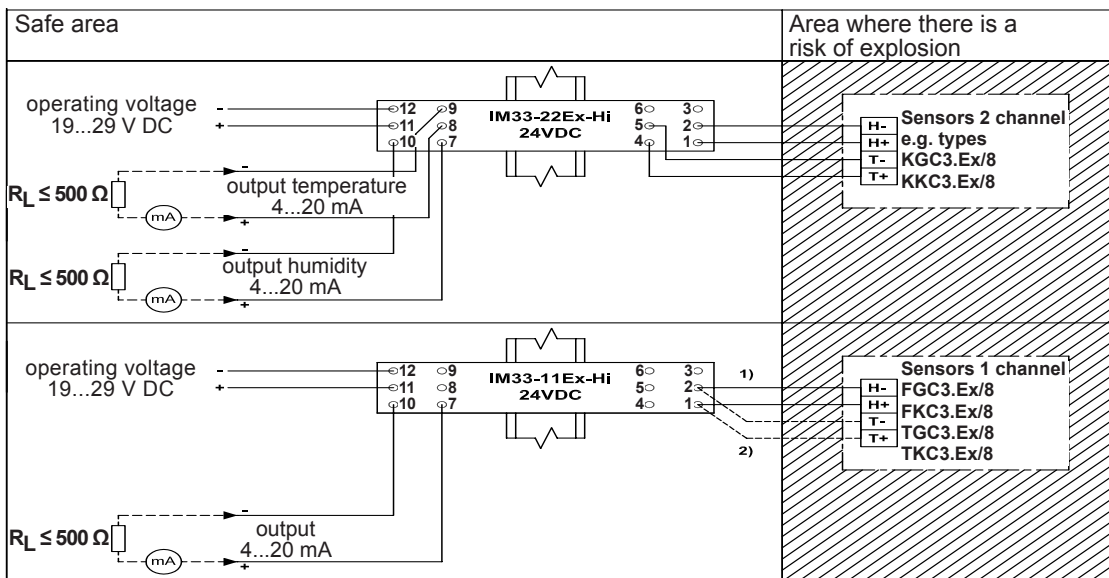 Safe area
Area where there is a
risk of explosion
operating voltage
19...29 V DC
-
+
12 9
11 8
10 7
IM33-22Ex-Hi
24VDC
6 3
5 2
4 1
H-
H+
T-
T+
Sensors 2 channel
e.g. types
KGC3.Ex/8
KKC3.Ex/8
RL ≤ 500 Ω
mA
-
output temperature
4...20 mA
+
RL ≤ 500 Ω
mA
-
output humidity
4...20 mA
+
operating voltage
19...29 V DC
-
+
12 9
11 8
10 7
IM33-11Ex-Hi
24VDC
6 3
5 2
4 1
1)
2)
H-
H+
T-
T+
Sensors 1 channel
FGC3.Ex/8
FKC3.Ex/8
TGC3.Ex/8
TKC3.Ex/8
RL ≤ 500 Ω
mA
-
output
4...20 mA
+